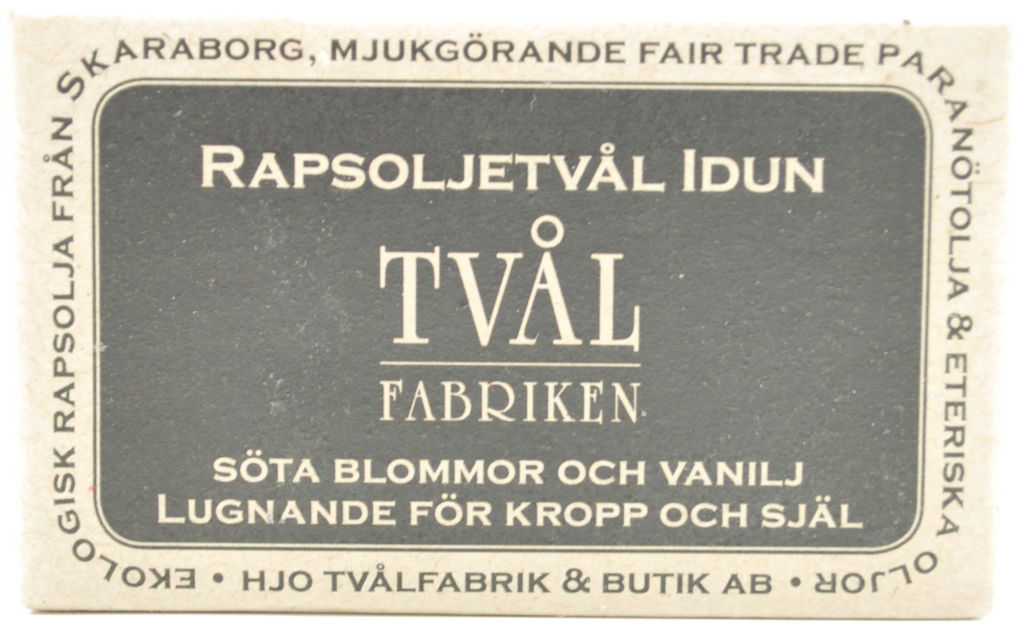 EKOLOGISK RAPSOLJA FRÅN SKARABORG, MJUKGÖRANDE FAIR TRADE PARANÖTOLJA & ETERISKA OLJOR
RAPSOLJETVÅL IDUN
TVÅL
FABRIKEN
SÖTA BLOMMOR OCH VANILJ
LUGNANDE FÖR KROPP OCH SJÄL
• HJO TVÅLFABRIK & BUTIK AB •